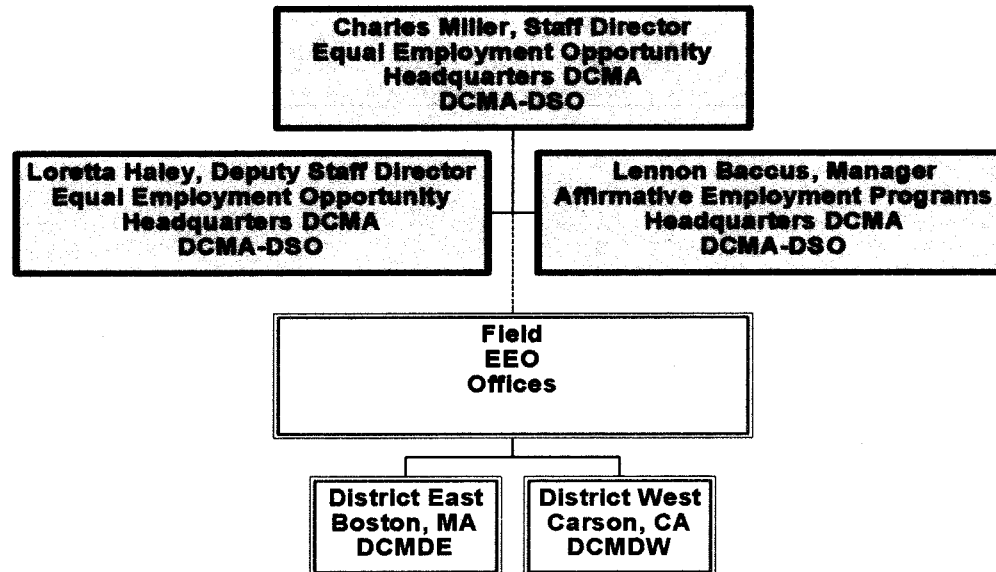 Charles Miller, Staff Director
Equal Employment Opportunity
Headquarters DCMA
DCMA-DSO
Loretta Haley, Deputy Staff Director
Equal Employment Opportunity
Headquarters DCMA
DCMA-DSO
Lennon Baccus, Manager
Affirmative Employment Programs
Headquarters DCMA
DCMA-DSO
Field
EEO
Offices
District East
Boston, MA
DCMDE
District West
Carson, CA
DCMDW